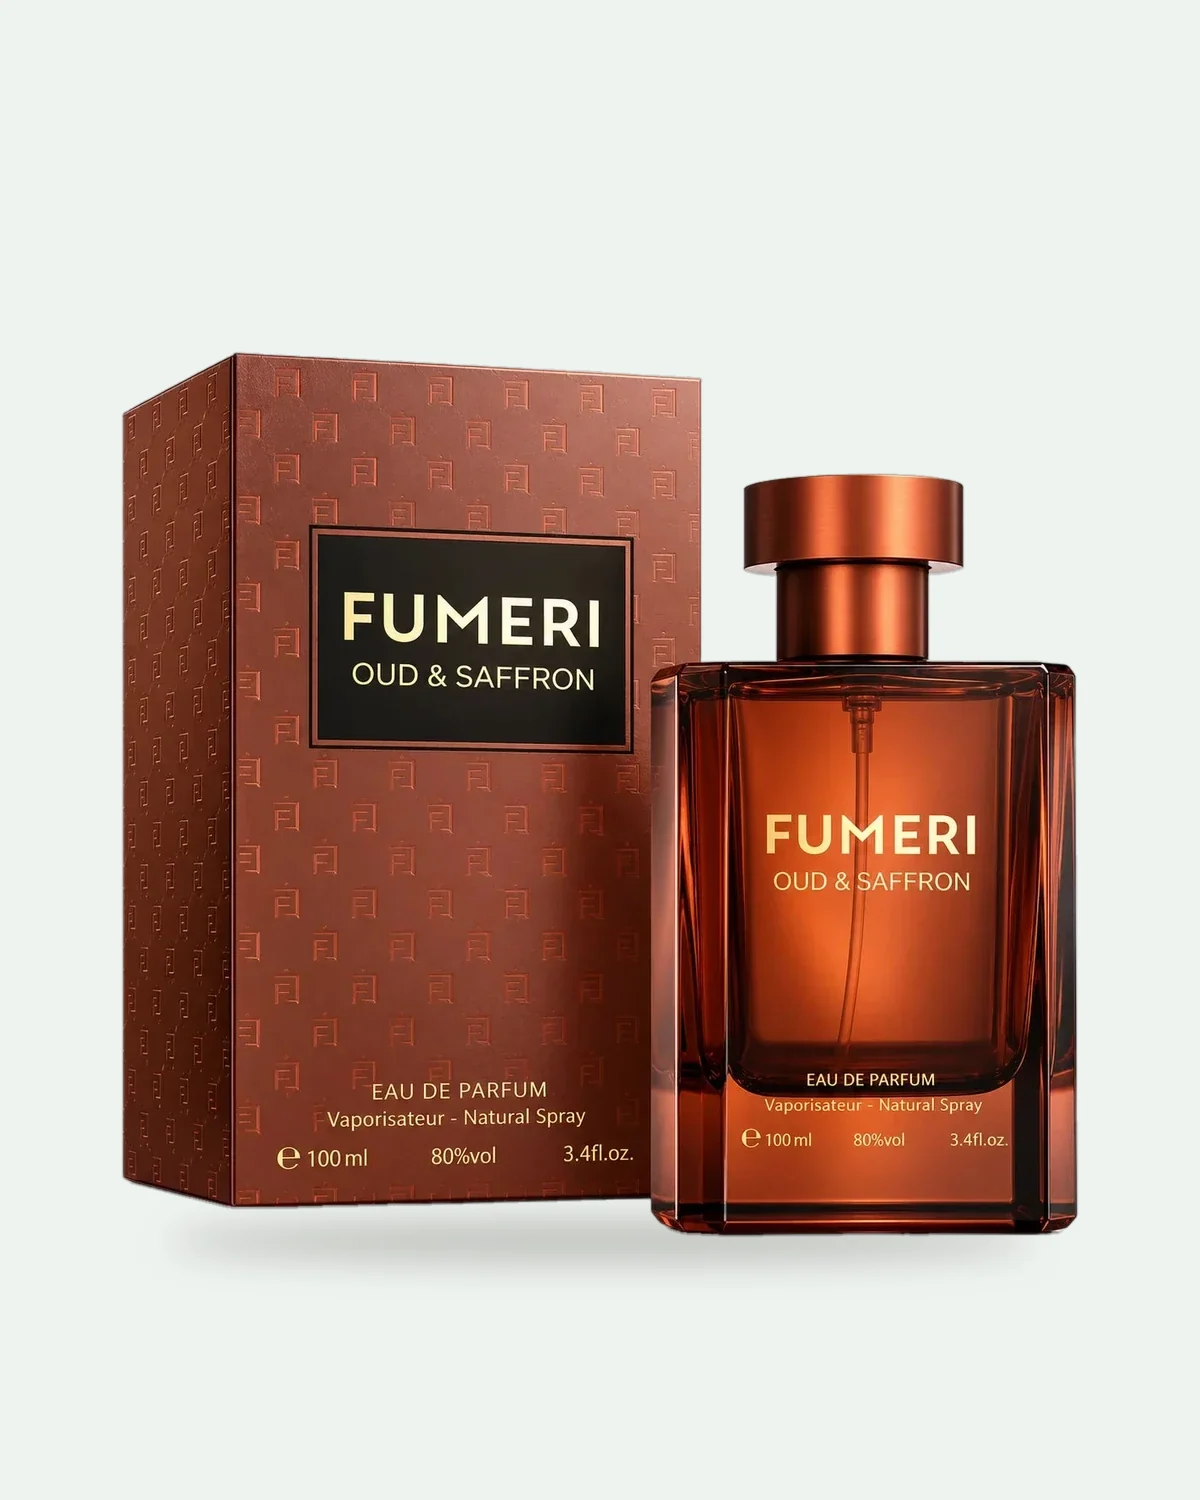 FUMERI
OUD & SAFFRON
EAU DE PARFUM
Vaporisateur - Natural Spray
℮ 100 ml 80%vol 3.4fl.oz.
FUMERI
OUD & SAFFRON
EAU DE PARFUM
Vaporisateur - Natural Spray
℮ 100 ml 80%vol 3.4fl.oz.